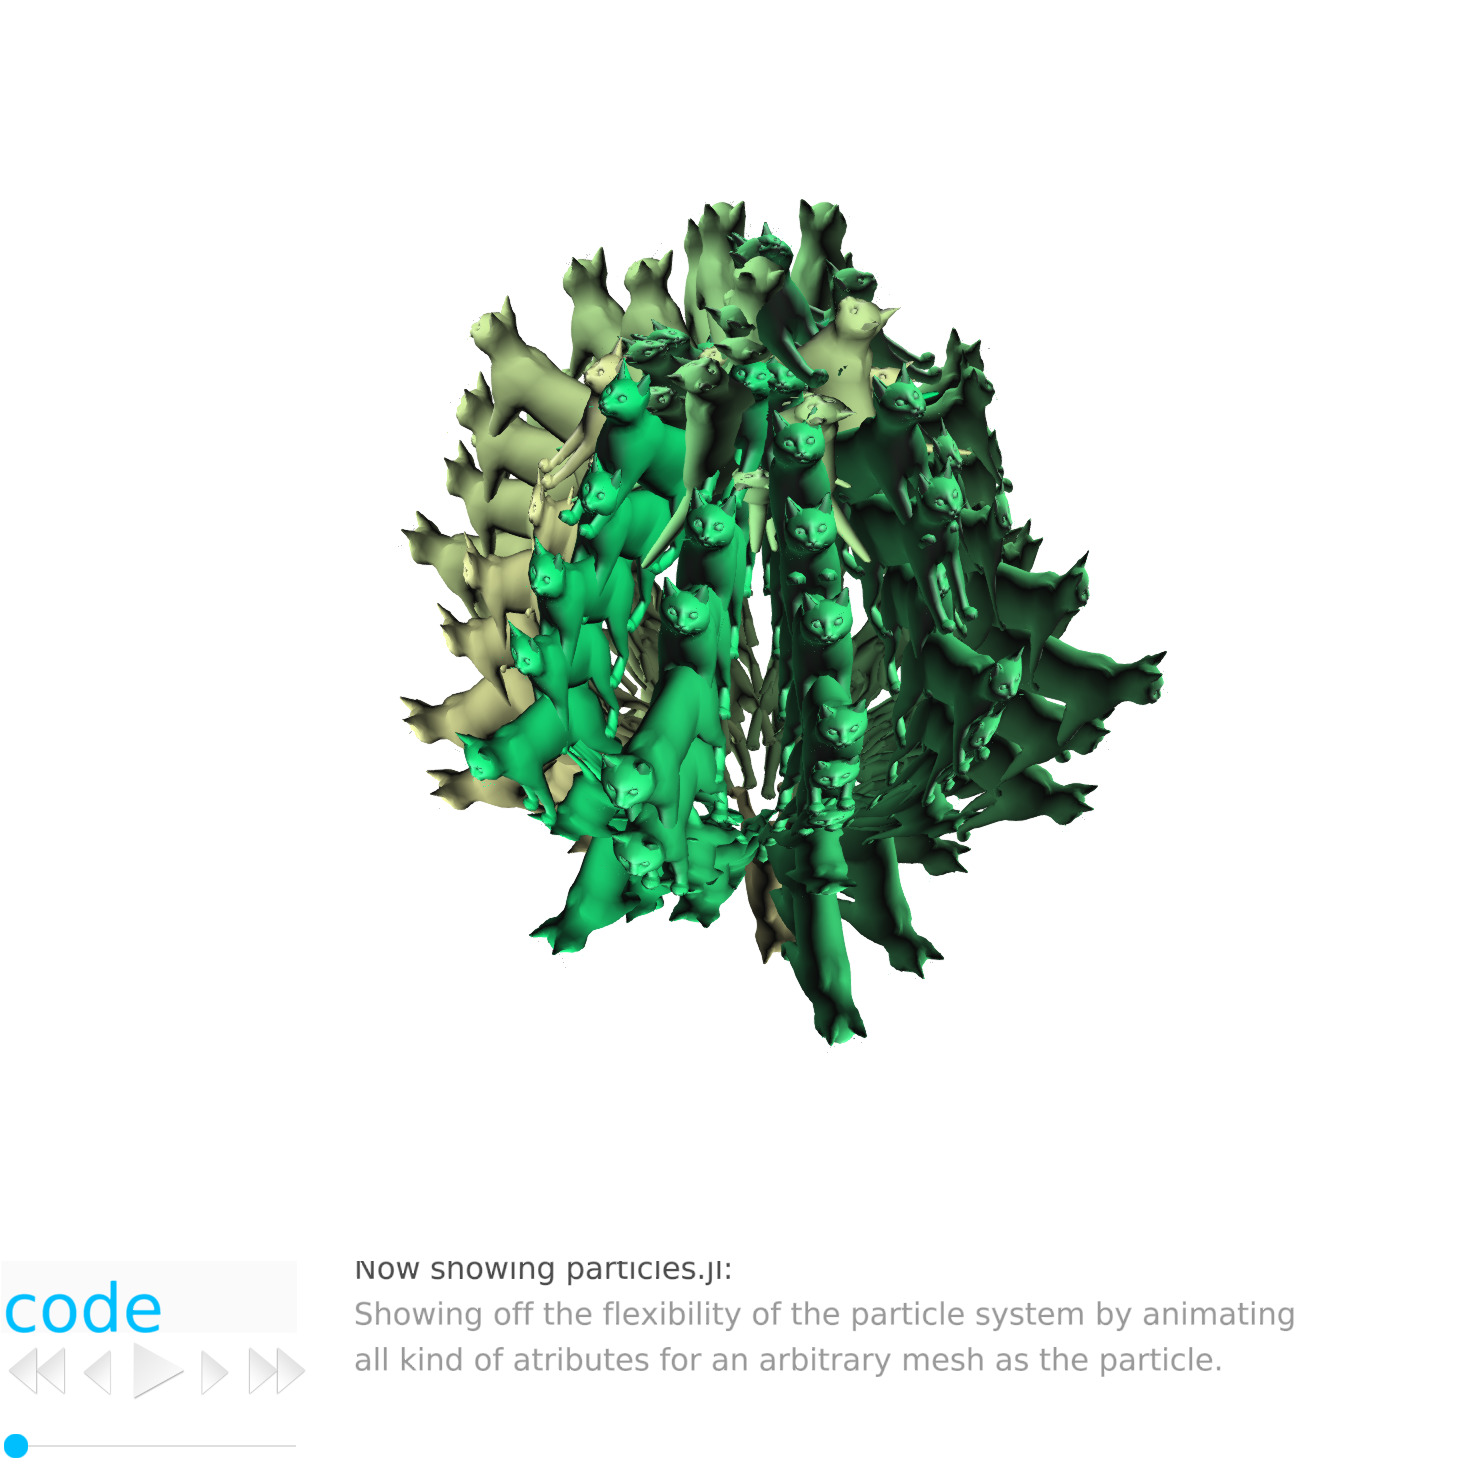 Now showing particles.jl:
code
Showing off the flexibility of the particle system by animating
all kind of atributes for an arbitrary mesh as the particle.